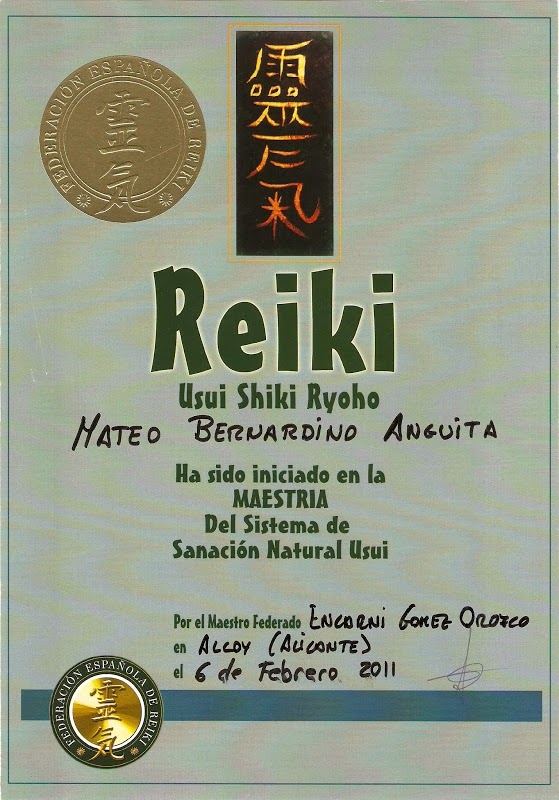 FEDERACIÓN ESPAÑOLA DE REIKI
靈氣
靈氣
Reiki
Usui Shiki Ryoho
MATEO BERNARDINO ANGUITA
Ha sido iniciado en la
MAESTRIA
Del Sistema de
Sanación Natural Usui
Por el Maestro Federado ENCARNI GOMEZ OROZCO
en ALCOY (ALICANTE)
el 6 de Febrero 2011
FEDERACIÓN ESPAÑOLA DE REIKI
靈氣